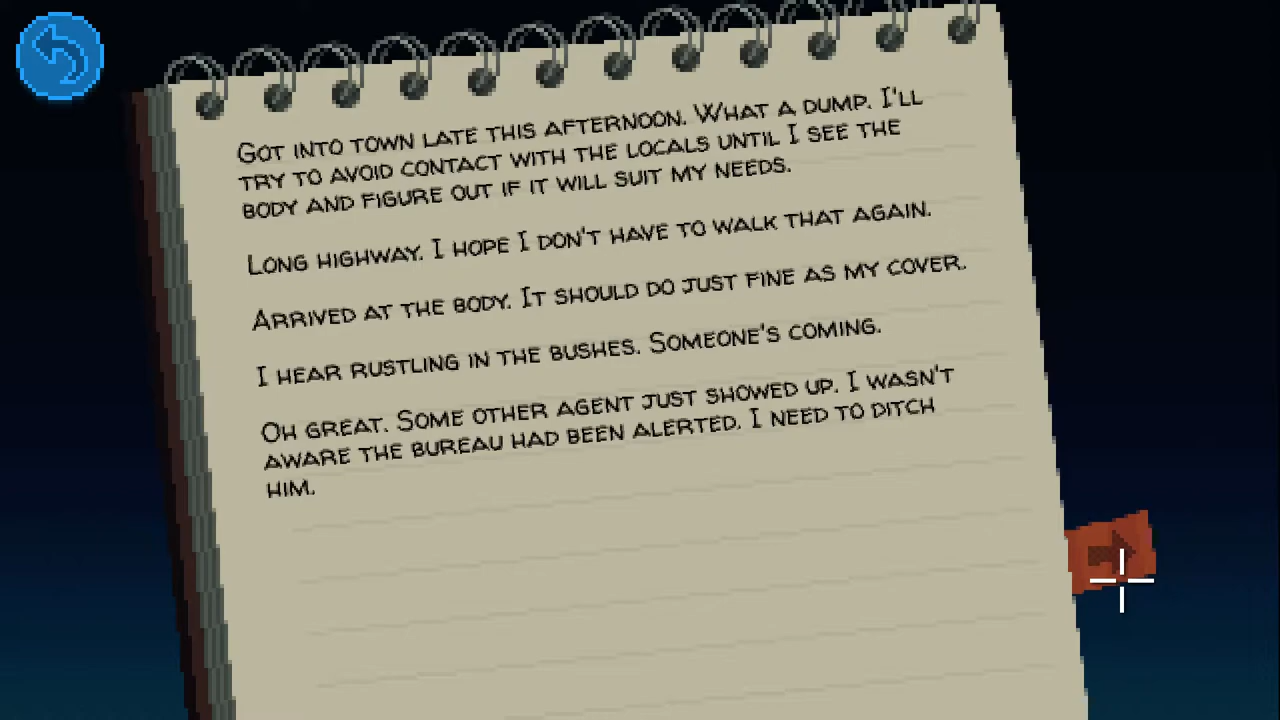 Got into town late this afternoon. What a dump. I'll
try to avoid contact with the locals until I see the
body and figure out if it will suit my needs.
Long highway. I hope I don't have to walk that again.
Arrived at the body. It should do just fine as my cover.
I hear rustling in the bushes. Someone's coming.
Oh great. Some other agent just showed up. I wasn't
aware the bureau had been alerted. I need to ditch
him.